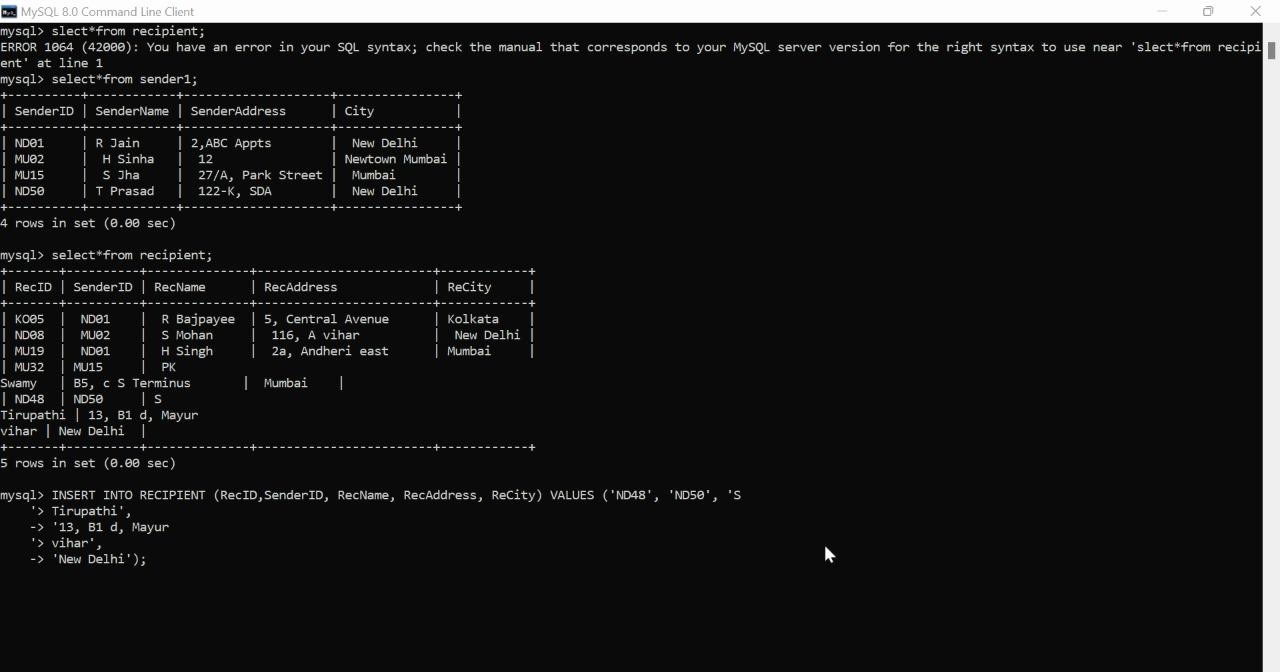 MySQL 8.0 Command Line Client
mysql> slect*from recipient;
ERROR 1064 (42000): You have an error in your SQL syntax; check the manual that corresponds to your MySQL server version for the right syntax to use near 'slect*from recipi
ent' at line 1
mysql> select*from sender1;
+----------+------------+--------------------+----------------+
| SenderID | SenderName | SenderAddress      | City           |
+----------+------------+--------------------+----------------+
| ND01     | R Jain     | 2,ABC Appts        |  New Delhi     |
| MU02     |  H Sinha   |  12                | Newtown Mumbai |
| MU15     |  S Jha     |  27/A, Park Street |  Mumbai        |
| ND50     | T Prasad   |  122-K, SDA        |  New Delhi     |
+----------+------------+--------------------+----------------+
4 rows in set (0.00 sec)
mysql> select*from recipient;
+-------+----------+--------------+------------------------+------------+
| RecID | SenderID | RecName      | RecAddress             | ReCity     |
+-------+----------+--------------+------------------------+------------+
| KO05  |  ND01    |  R Bajpayee  | 5, Central Avenue      | Kolkata    |
| ND08  |  MU02    |  S Mohan     |  116, A vihar          |  New Delhi |
| MU19  |  ND01    |  H Singh     |  2a, Andheri east      | Mumbai     |
| MU32  | MU15     |  PK
Swamy   | B5, c S Terminus       |  Mumbai    |
| ND48  | ND50     | S
Tirupathi | 13, B1 d, Mayur
vihar | New Delhi  |
+-------+----------+--------------+------------------------+------------+
5 rows in set (0.00 sec)
mysql> INSERT INTO RECIPIENT (RecID,SenderID, RecName, RecAddress, ReCity) VALUES ('ND48', 'ND50', 'S
    '> Tirupathi',
    -> '13, B1 d, Mayur
    '> vihar',
    -> 'New Delhi');